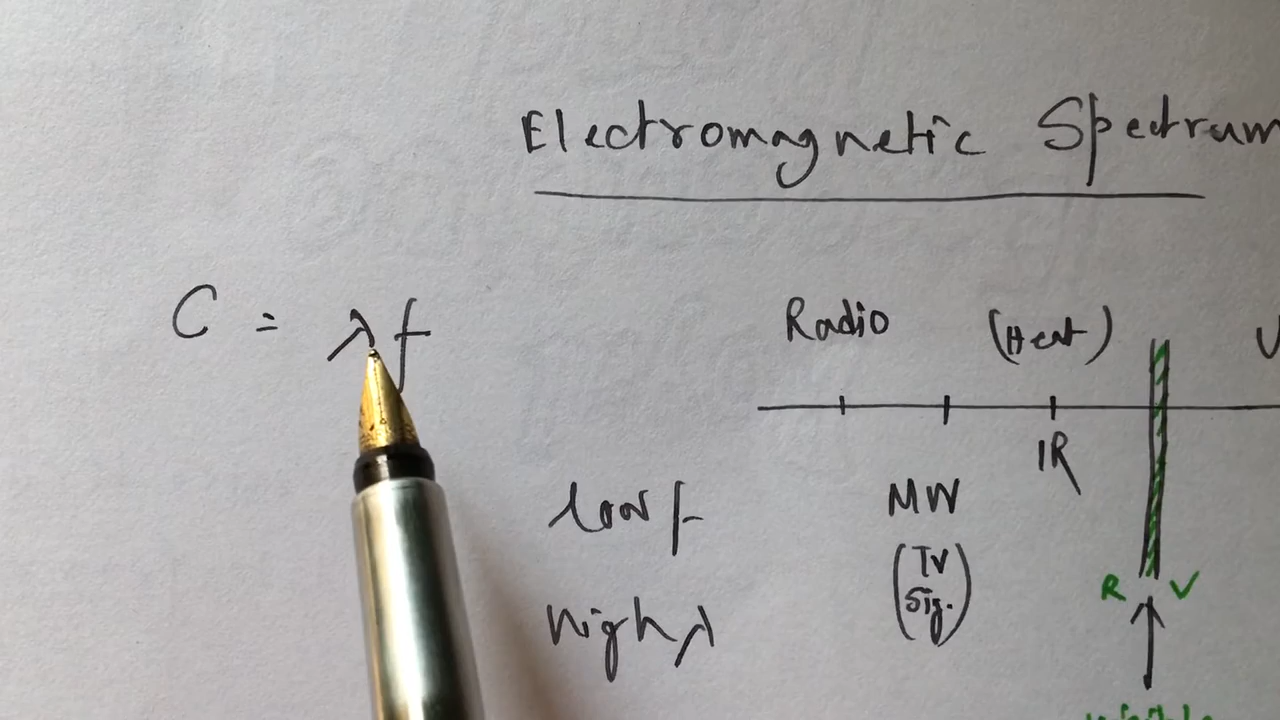 Electromagnetic Spectrum
C = λf
Radio
(Heat)
U
IR
low f
MW
(TV
Sig.)
R V
high λ